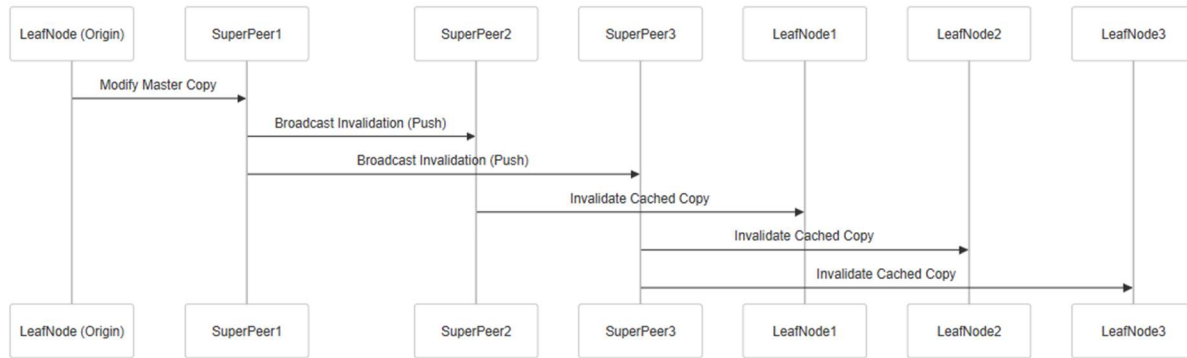 LeafNode (Origin)
SuperPeer1
SuperPeer2
SuperPeer3
LeafNode1
LeafNode2
LeafNode3
Modify Master Copy
Broadcast Invalidation (Push)
Broadcast Invalidation (Push)
Invalidate Cached Copy
Invalidate Cached Copy
Invalidate Cached Copy
LeafNode (Origin)
SuperPeer1
SuperPeer2
SuperPeer3
LeafNode1
LeafNode2
LeafNode3